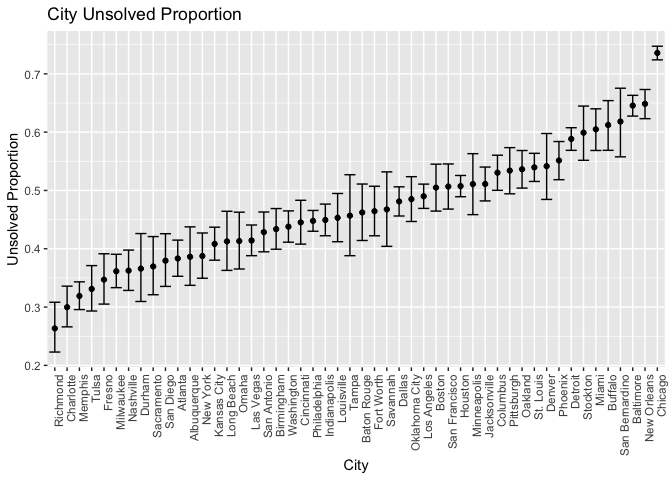 City Unsolved Proportion
Unsolved Proportion
0.7
0.6
0.5
0.4
0.3
0.2
Richmond
Charlotte
Memphis
Tulsa
Fresno
Milwaukee
Nashville
Durham
Sacramento
San Diego
Atlanta
Albuquerque
New York
Kansas City
Long Beach
Omaha
Las Vegas
San Antonio
Birmingham
Washington
Cincinnati
Philadelphia
Indianapolis
Louisville
Tampa
Baton Rouge
Fort Worth
Savannah
Dallas
Oklahoma City
Los Angeles
Boston
San Francisco
Houston
Minneapolis
Jacksonville
Columbus
Pittsburgh
Oakland
St. Louis
Denver
Phoenix
Detroit
Stockton
Miami
Buffalo
San Bernardino
Baltimore
New Orleans
Chicago
City